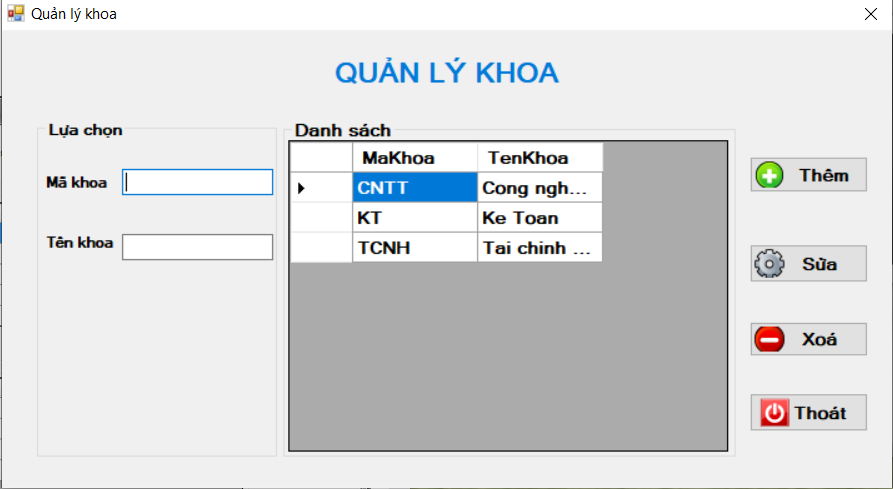 Quản lý khoa
QUẢN LÝ KHOA
Lựa chọn
Mã khoa
Tên khoa
Danh sách
MaKhoa TenKhoa
CNTT Cong ngh...
KT Ke Toan
TCNH Tai chinh ...
Thêm
Sửa
Xoá
Thoát